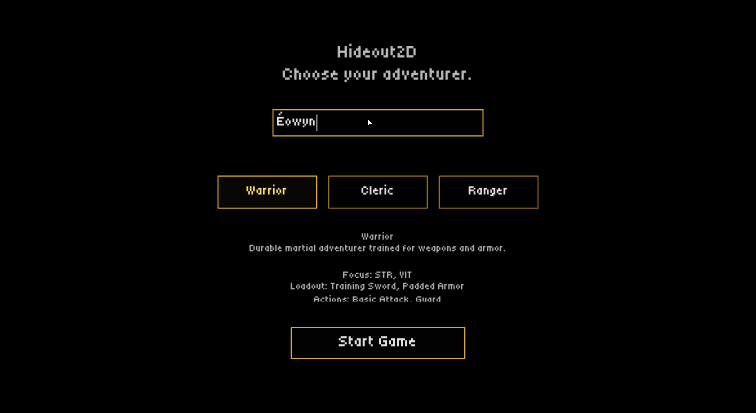 Hideout2D
Choose your adventurer.
Éowyn
Warrior Cleric Ranger
Warrior
Durable martial adventurer trained for weapons and armor.
Focus: STR, VIT
Loadout: Training Sword, Padded Armor
Actions: Basic Attack, Guard
Start Game